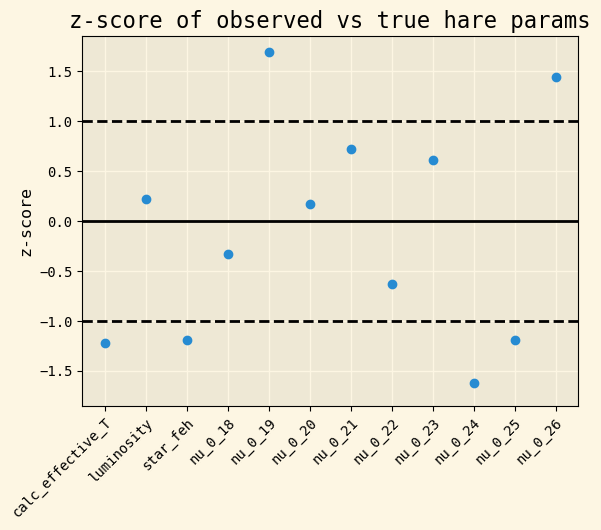 z-score of observed vs true hare params
z-score
1.5
1.0
0.5
0.0
−0.5
−1.0
−1.5
calc_effective_T
luminosity
star_feh
nu_0_18
nu_0_19
nu_0_20
nu_0_21
nu_0_22
nu_0_23
nu_0_24
nu_0_25
nu_0_26